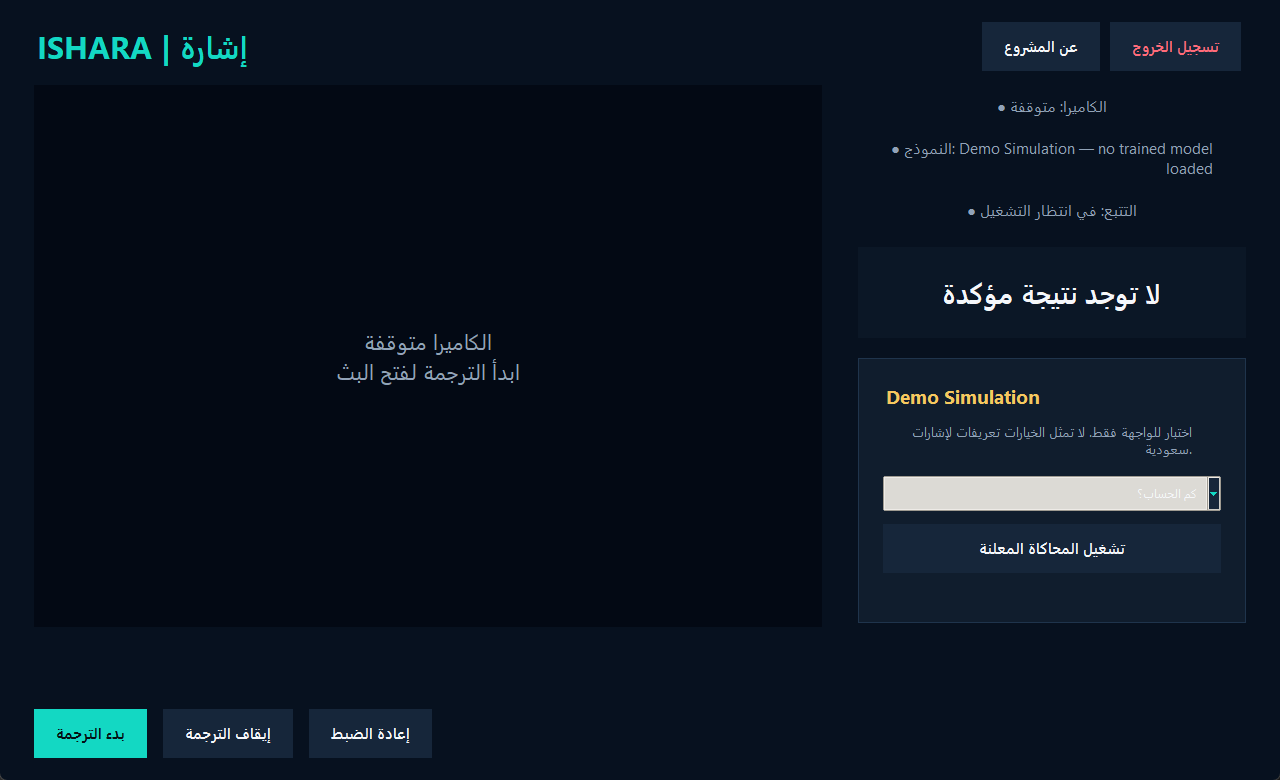 ISHARA | إشارة
عن المشروع
تسجيل الخروج
● الكاميرا: متوقفة
● النموذج: Demo Simulation — no trained model
loaded
● التتبع: في انتظار التشغيل
لا توجد نتيجة مؤكدة
الكاميرا متوقفة
ابدأ الترجمة لفتح البث
Demo Simulation
اختبار للواجهة فقط. لا تمثل الخيارات تعريفات لإشارات
سعودية.
كم الحساب؟
تشغيل المحاكاة المعلنة
بدء الترجمة
إيقاف الترجمة
إعادة الضبط